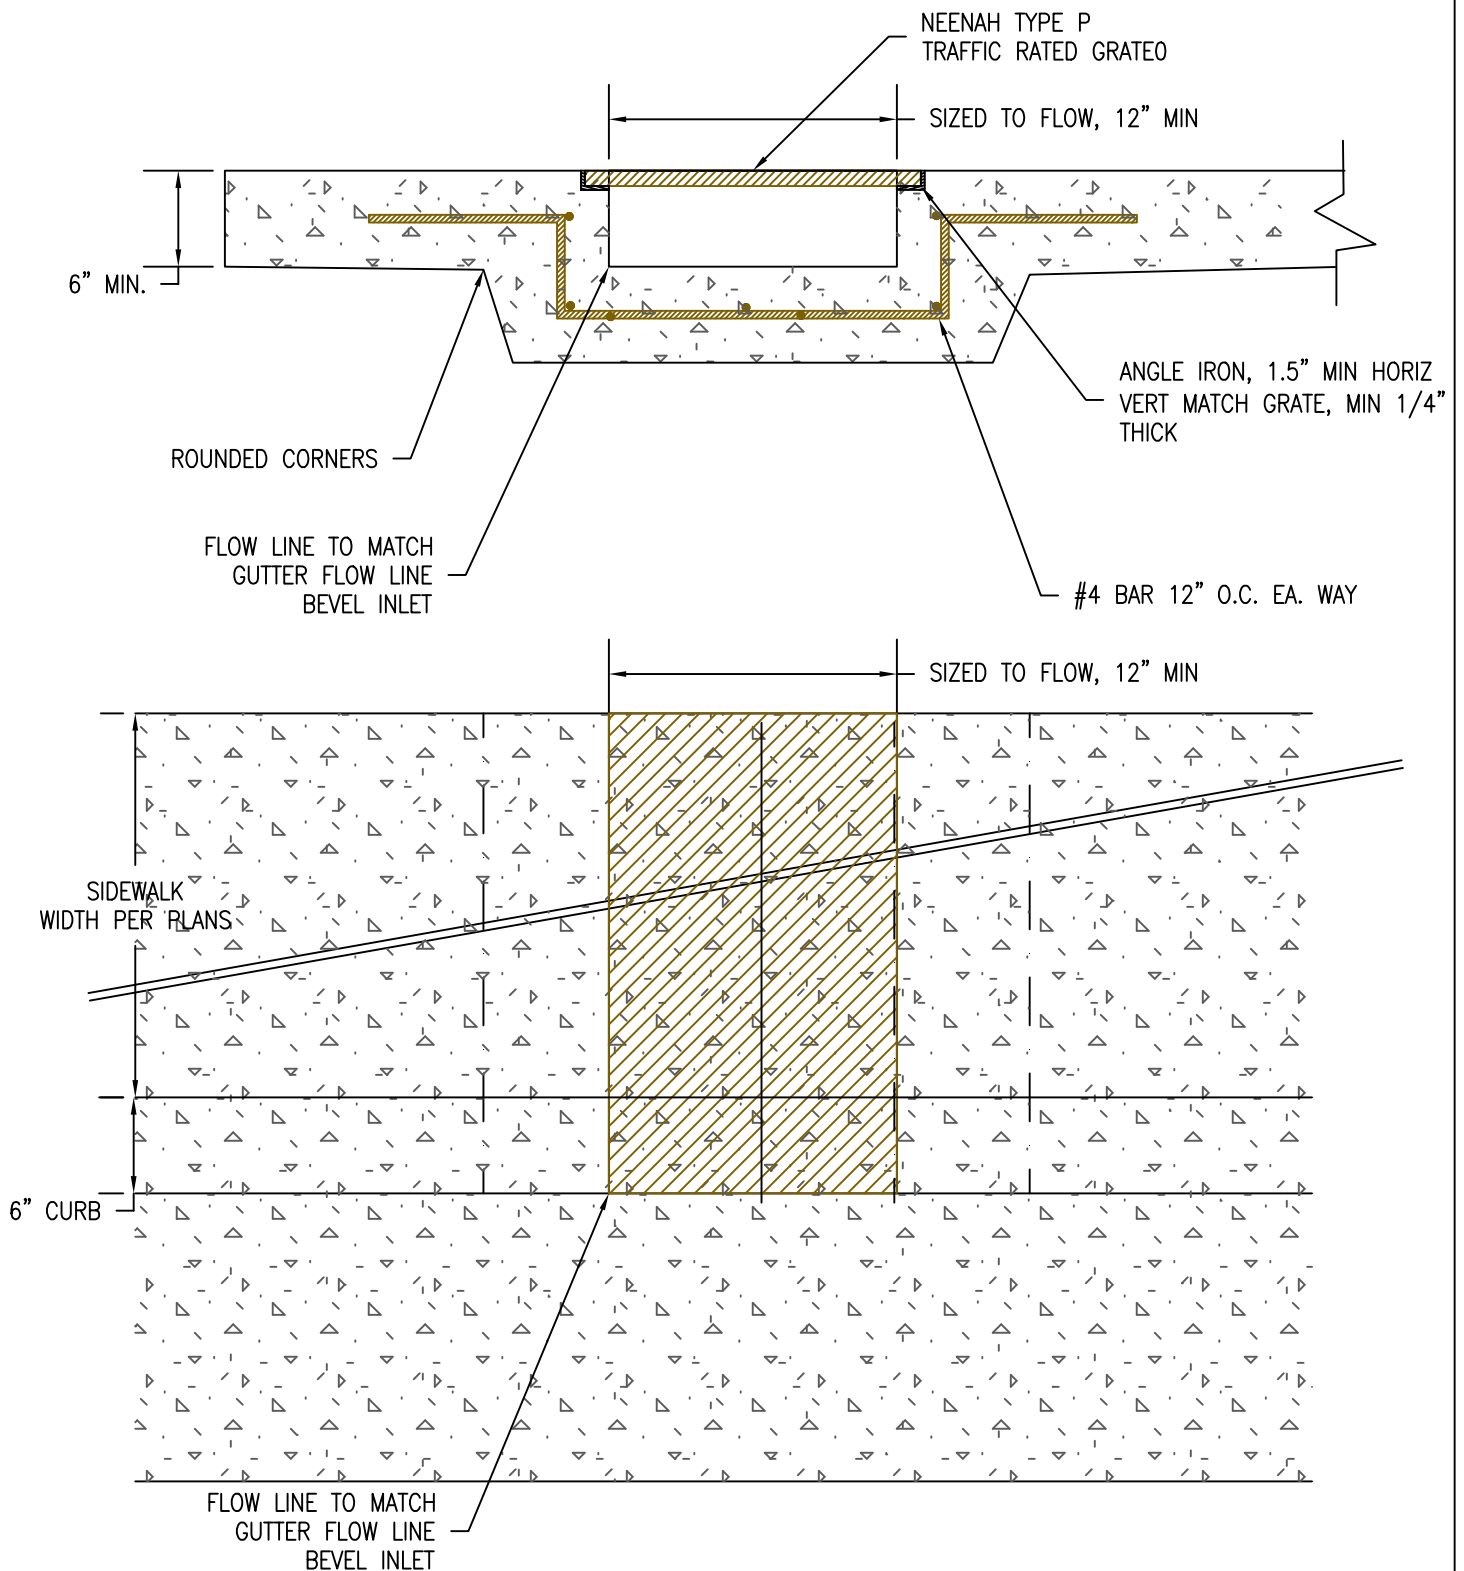 NEENAH TYPE P
TRAFFIC RATED GRATEO
SIZED TO FLOW, 12" MIN
6" MIN.
ANGLE IRON, 1.5" MIN HORIZ
VERT MATCH GRATE, MIN 1/4"
THICK
ROUNDED CORNERS
FLOW LINE TO MATCH
GUTTER FLOW LINE
BEVEL INLET
#4 BAR 12" O.C. EA. WAY
SIZED TO FLOW, 12" MIN
SIDEWALK
WIDTH PER PLANS
6" CURB
FLOW LINE TO MATCH
GUTTER FLOW LINE
BEVEL INLET